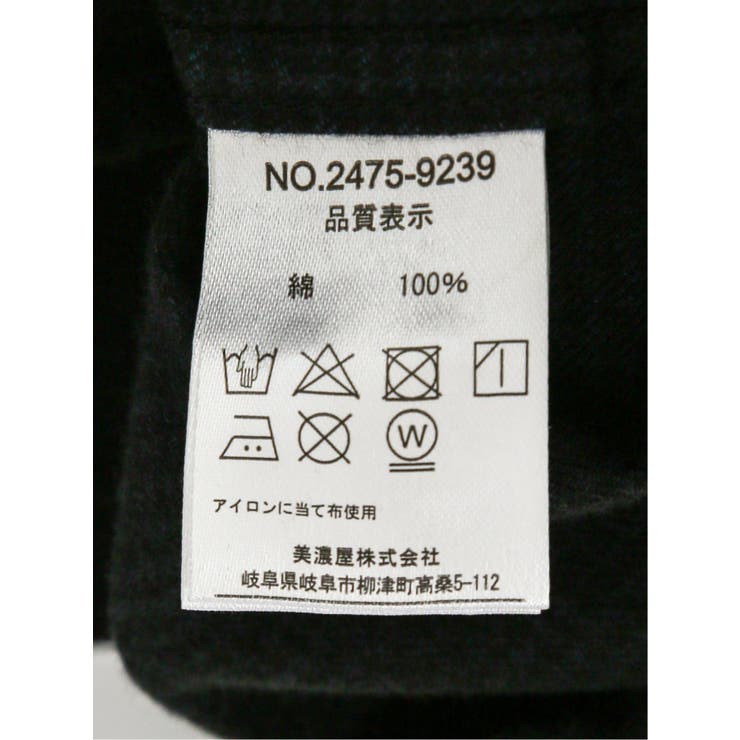 NO.2475-9239
品質表示
綿 100%
W
アイロンに当て布使用
美濃屋株式会社
岐阜県岐阜市柳津町高桑5-112